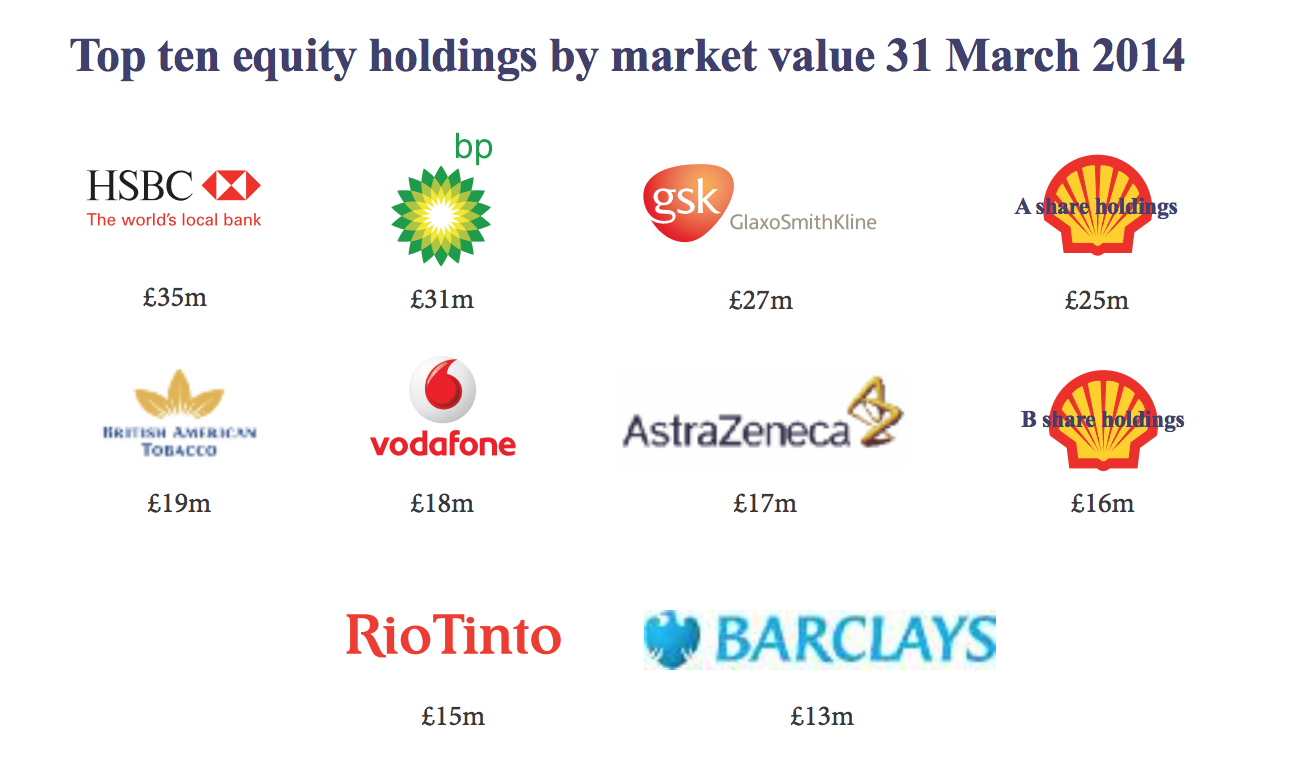 Top ten equity holdings by market value 31 March 2014
HSBC
The world's local bank
£35m
bp
£31m
gsk
GlaxoSmithKline
£27m
A share holdings
£25m
BRITISH AMERICAN
TOBACCO
£19m
vodafone
£18m
AstraZeneca
£17m
B share holdings
£16m
RioTinto
£15m
BARCLAYS
£13m